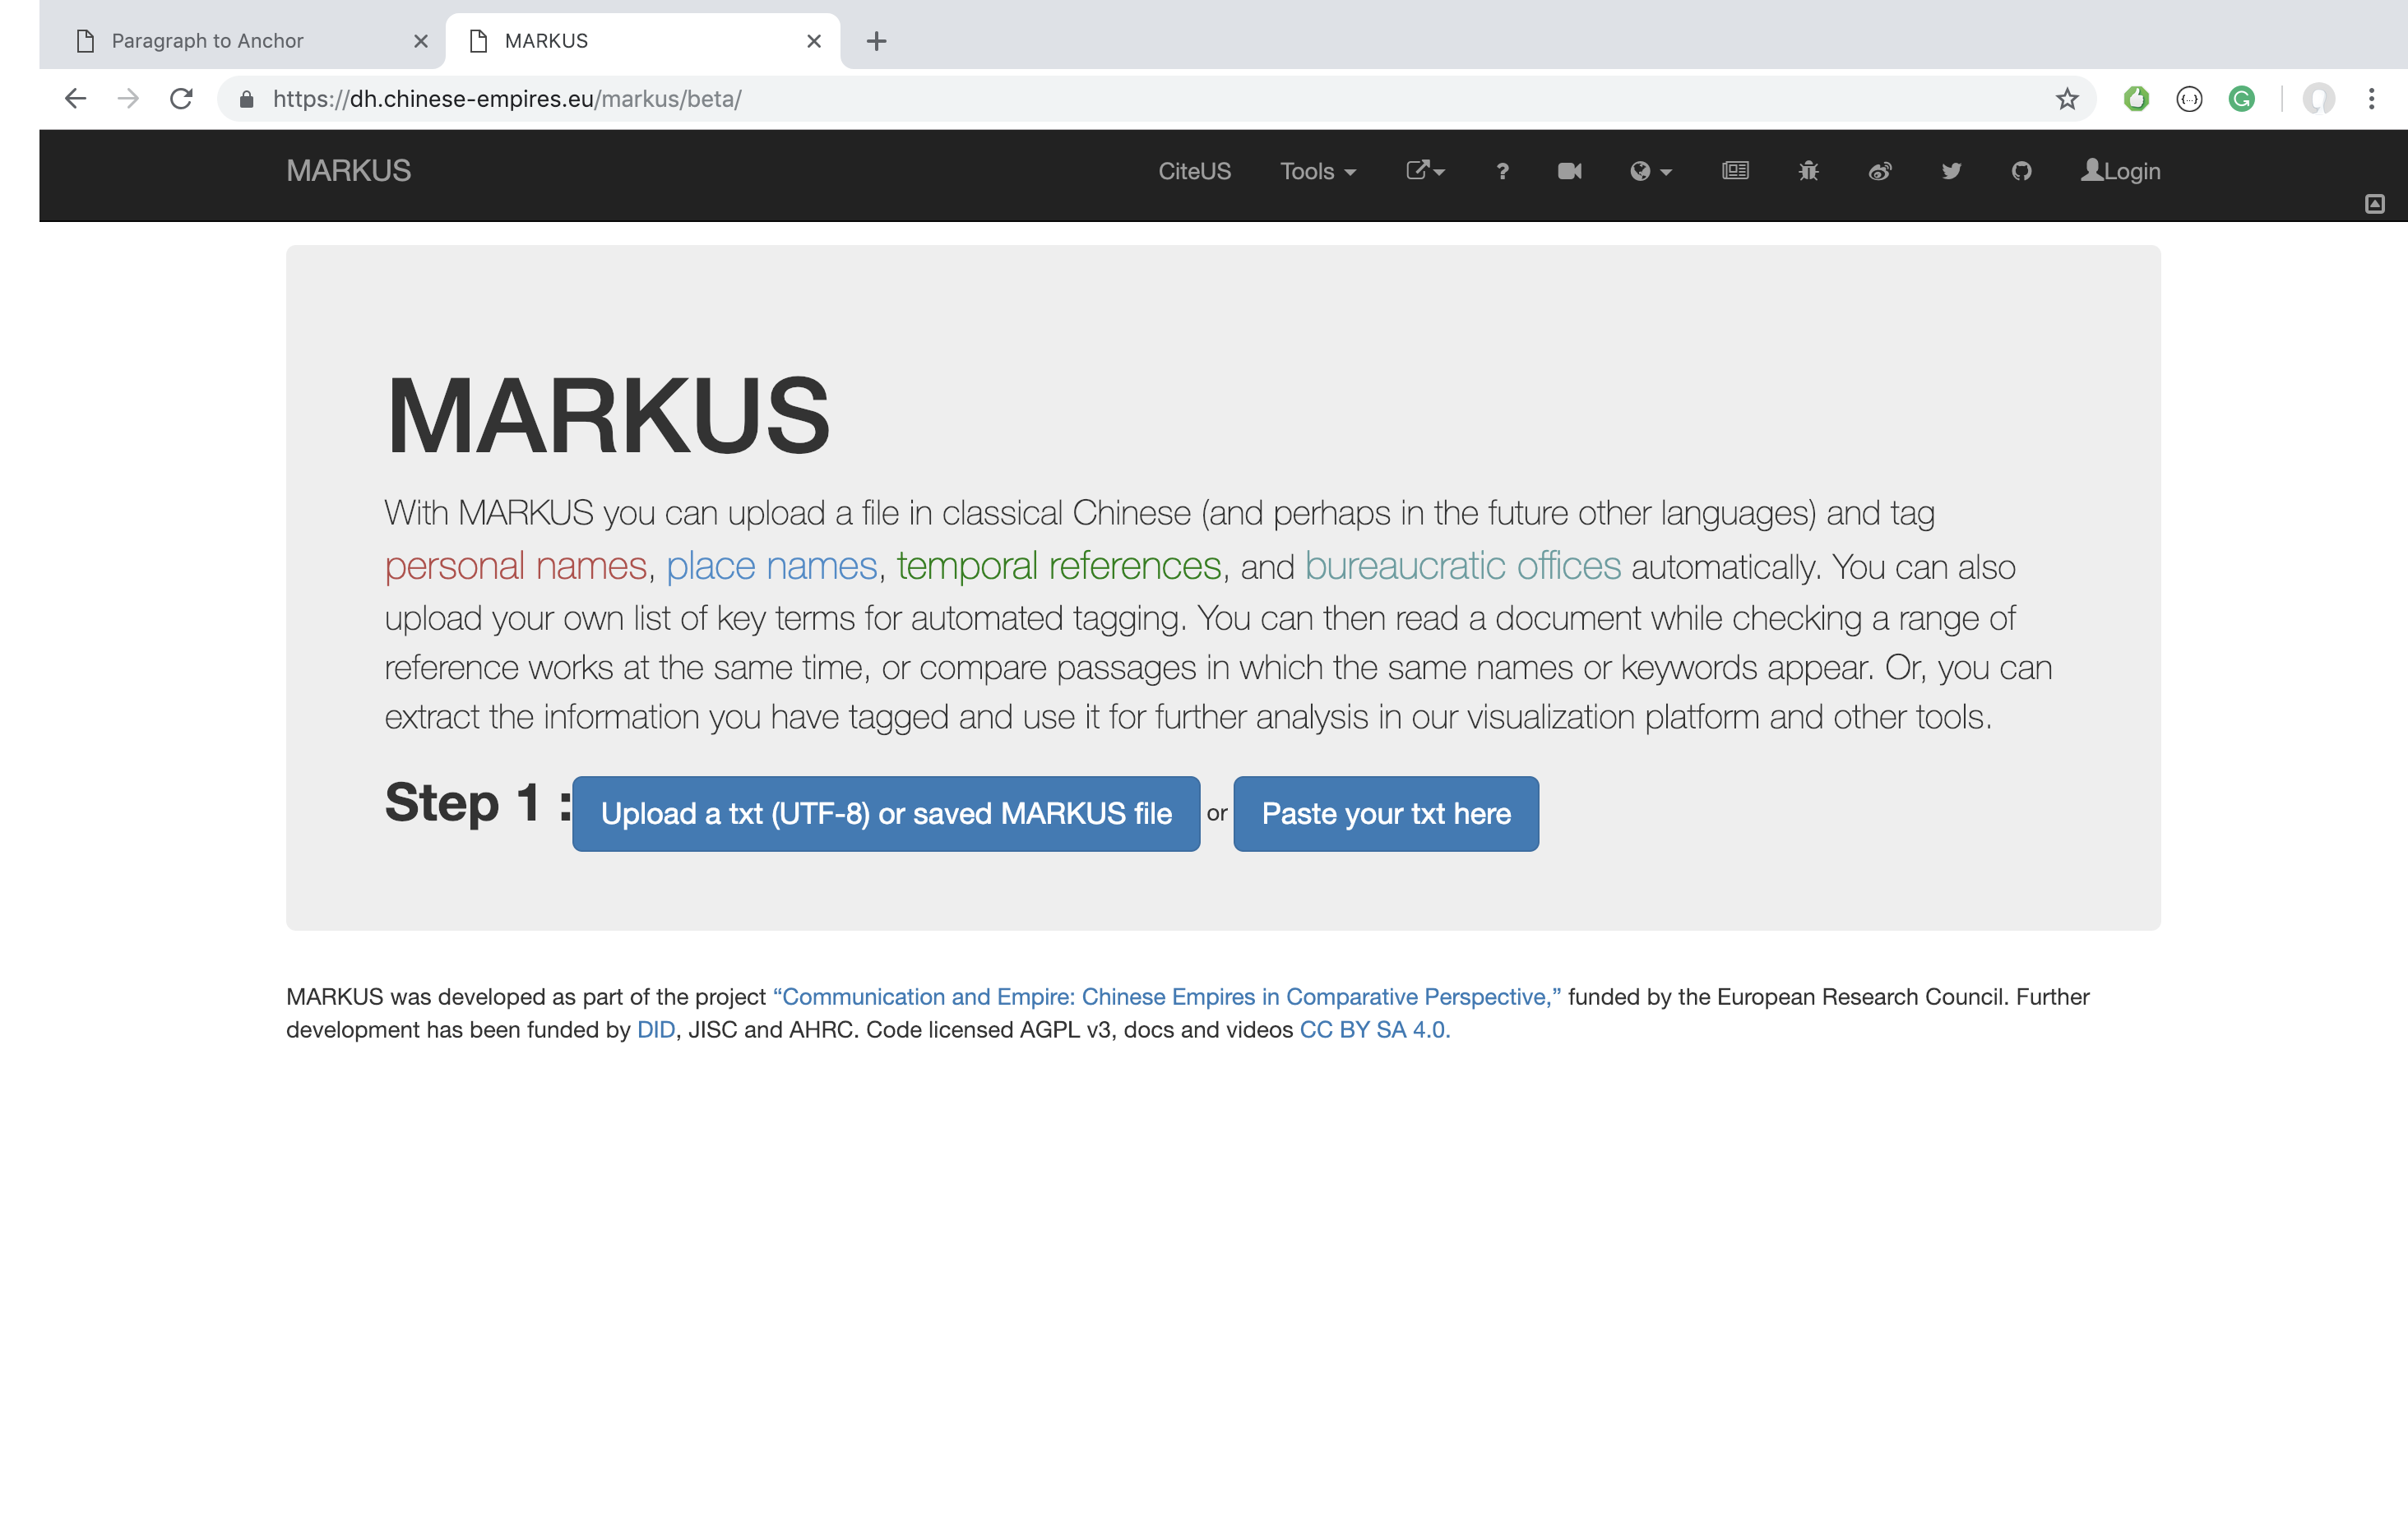 Paragraph to Anchor
MARKUS
https://dh.chinese-empires.eu/markus/beta/
MARKUS CiteUS Tools ? Login
MARKUS
With MARKUS you can upload a file in classical Chinese (and perhaps in the future other languages) and tag
personal names, place names, temporal references, and bureaucratic offices automatically. You can also
upload your own list of key terms for automated tagging. You can then read a document while checking a range of
reference works at the same time, or compare passages in which the same names or keywords appear. Or, you can
extract the information you have tagged and use it for further analysis in our visualization platform and other tools.
Step 1 : Upload a txt (UTF-8) or saved MARKUS file or Paste your txt here
MARKUS was developed as part of the project “Communication and Empire: Chinese Empires in Comparative Perspective,” funded by the European Research Council. Further
development has been funded by DID, JISC and AHRC. Code licensed AGPL v3, docs and videos CC BY SA 4.0.